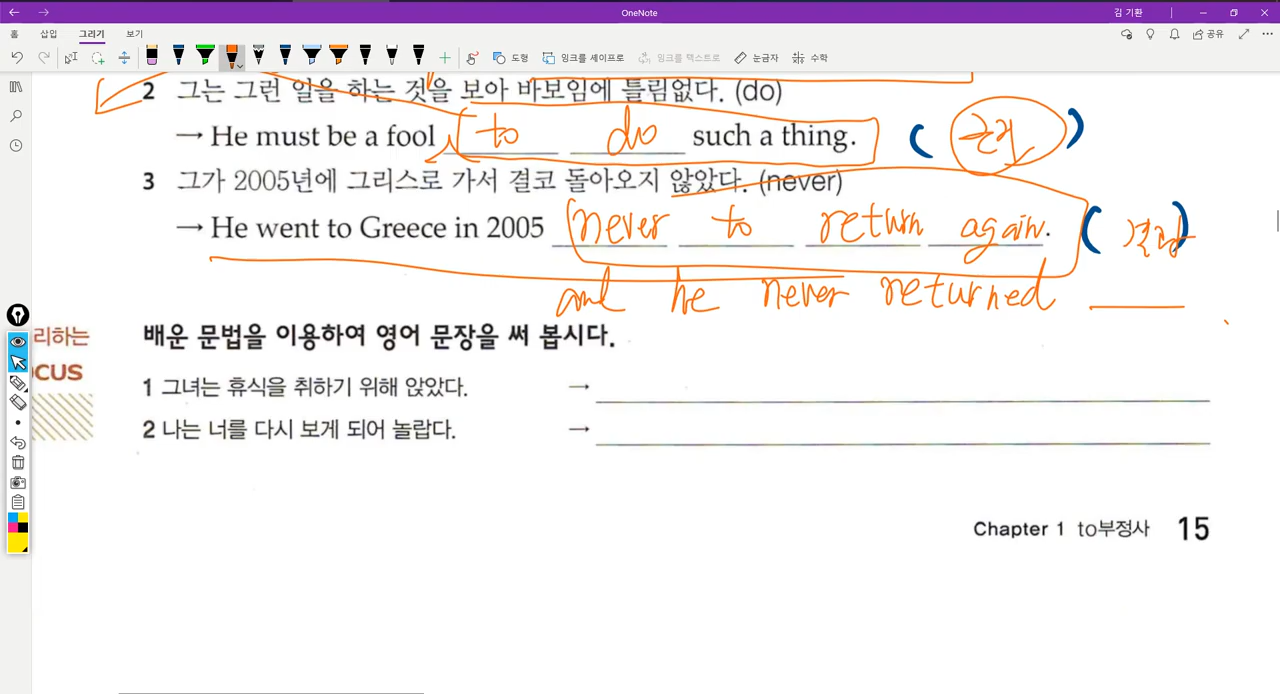 OneNote
김 기환
홈 삽입 그리기 보기
도형 잉크를 셰이프로 잉크를 텍스트로 눈금자 수학 공유
2 그는 그런 일을 하는 것을 보아 바보임에 틀림없다. (do)
→ He must be a fool to do such a thing. (근거)
3 그가 2005년에 그리스로 가서 결코 돌아오지 않았다. (never)
→ He went to Greece in 2005 never to return again. (결과)
and he never returned
리하는
OCUS
배운 문법을 이용하여 영어 문장을 써 봅시다.
1 그녀는 휴식을 취하기 위해 앉았다. →
2 나는 너를 다시 보게 되어 놀랍다. →
Chapter 1 to부정사 15